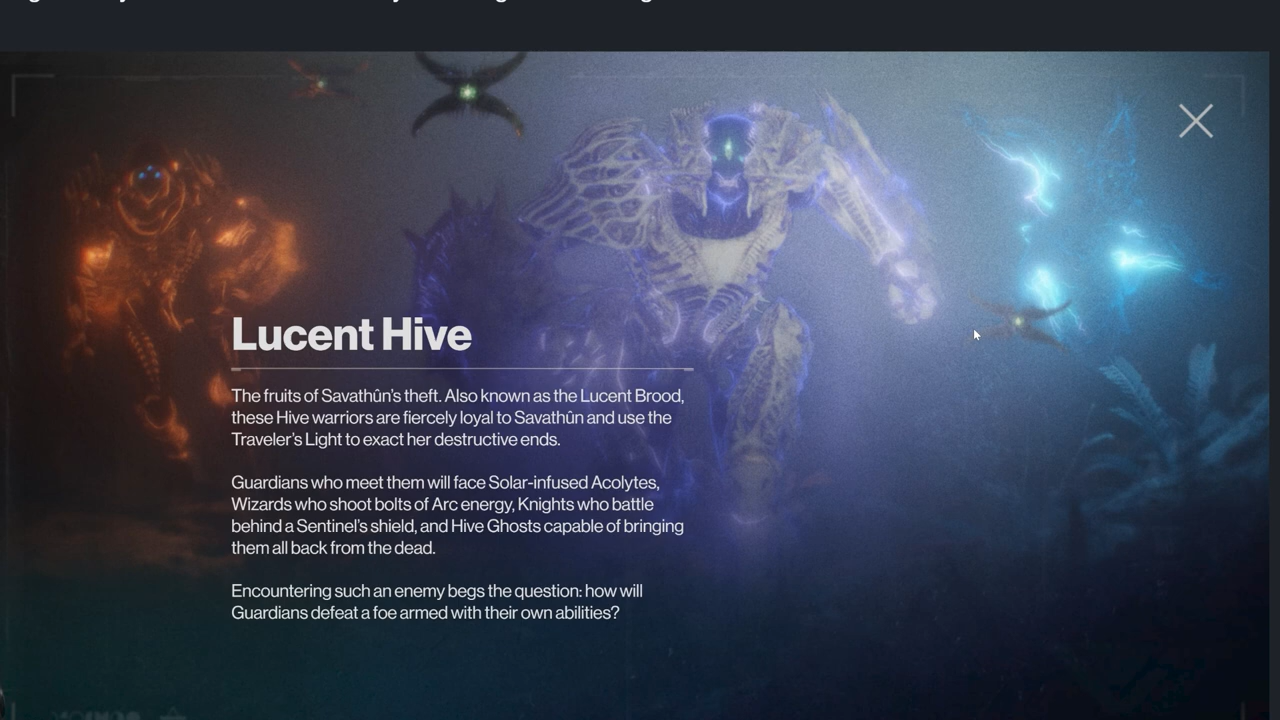 Lucent Hive
The fruits of Savathûn's theft. Also known as the Lucent Brood,
these Hive warriors are fiercely loyal to Savathûn and use the
Traveler's Light to exact her destructive ends.
Guardians who meet them will face Solar-infused Acolytes,
Wizards who shoot bolts of Arc energy, Knights who battle
behind a Sentinel's shield, and Hive Ghosts capable of bringing
them all back from the dead.
Encountering such an enemy begs the question: how will
Guardians defeat a foe armed with their own abilities?